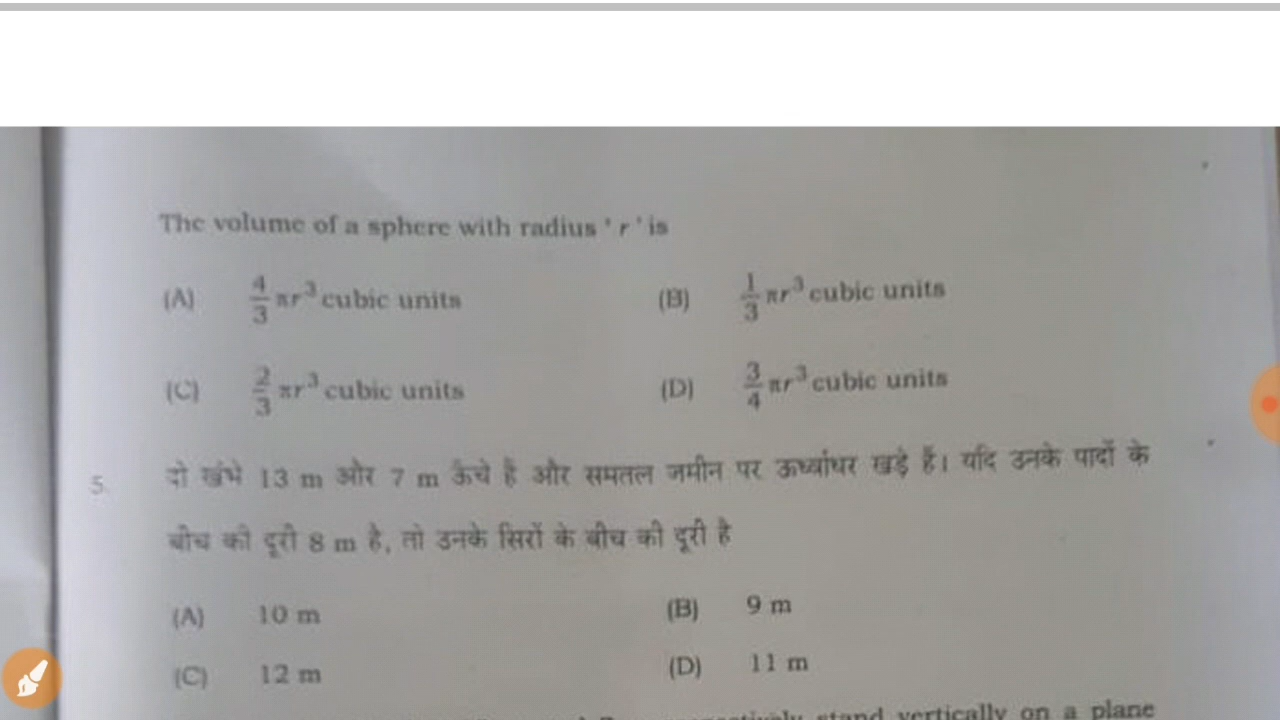 The volume of a sphere with radius ' r ' is
(A) 4/3 πr³ cubic units (B) 1/3 πr³ cubic units
(C) 2/3 πr³ cubic units (D) 3/4 πr³ cubic units
5. दो खंभे 13 m और 7 m ऊँचे हैं और समतल जमीन पर ऊर्ध्वाधर खड़े हैं। यदि उनके पादों के
बीच की दूरी 8 m है, तो उनके सिरों के बीच की दूरी है
(A) 10 m (B) 9 m
(C) 12 m (D) 11 m
stand vertically on a plane